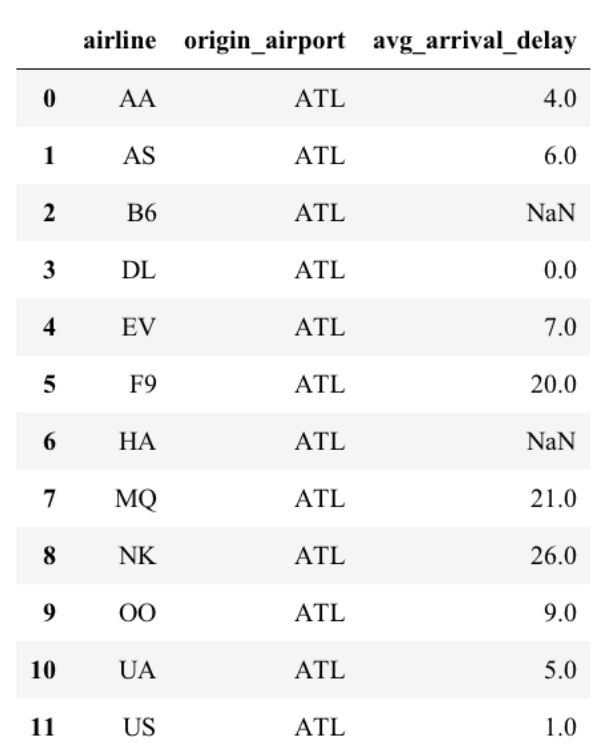 airline origin_airport avg_arrival_delay
0 AA ATL 4.0
1 AS ATL 6.0
2 B6 ATL NaN
3 DL ATL 0.0
4 EV ATL 7.0
5 F9 ATL 20.0
6 HA ATL NaN
7 MQ ATL 21.0
8 NK ATL 26.0
9 OO ATL 9.0
10 UA ATL 5.0
11 US ATL 1.0